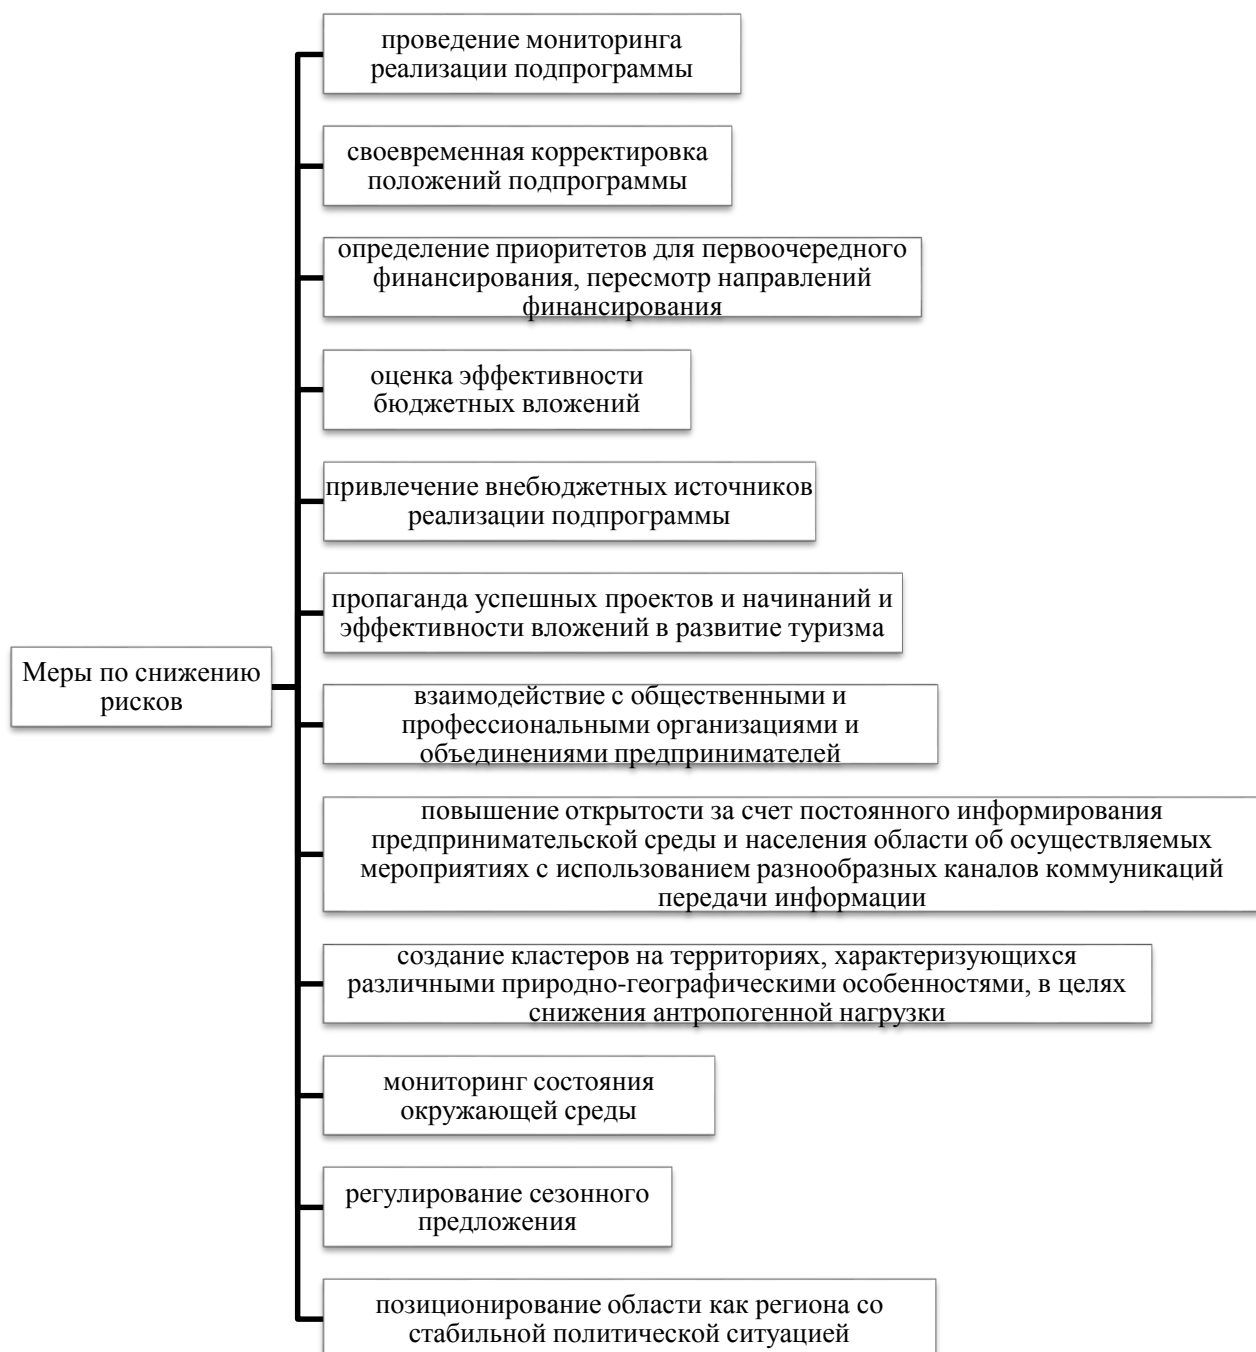 проведение мониторинга
реализации подпрограммы
своевременная корректировка
положений подпрограммы
определение приоритетов для первоочередного
финансирования, пересмотр направлений
финансирования
оценка эффективности
бюджетных вложений
привлечение внебюджетных источников
реализации подпрограммы
пропаганда успешных проектов и начинаний и
эффективности вложений в развитие туризма
Меры по снижению
рисков
взаимодействие с общественными и
профессиональными организациями и
объединениями предпринимателей
повышение открытости за счет постоянного информирования
предпринимательской среды и населения области об осуществляемых
мероприятиях с использованием разнообразных каналов коммуникаций
передачи информации
создание кластеров на территориях, характеризующихся
различными природно-географическими особенностями, в целях
снижения антропогенной нагрузки
мониторинг состояния
окружающей среды
регулирование сезонного
предложения
позиционирование области как региона со
стабильной политической ситуацией